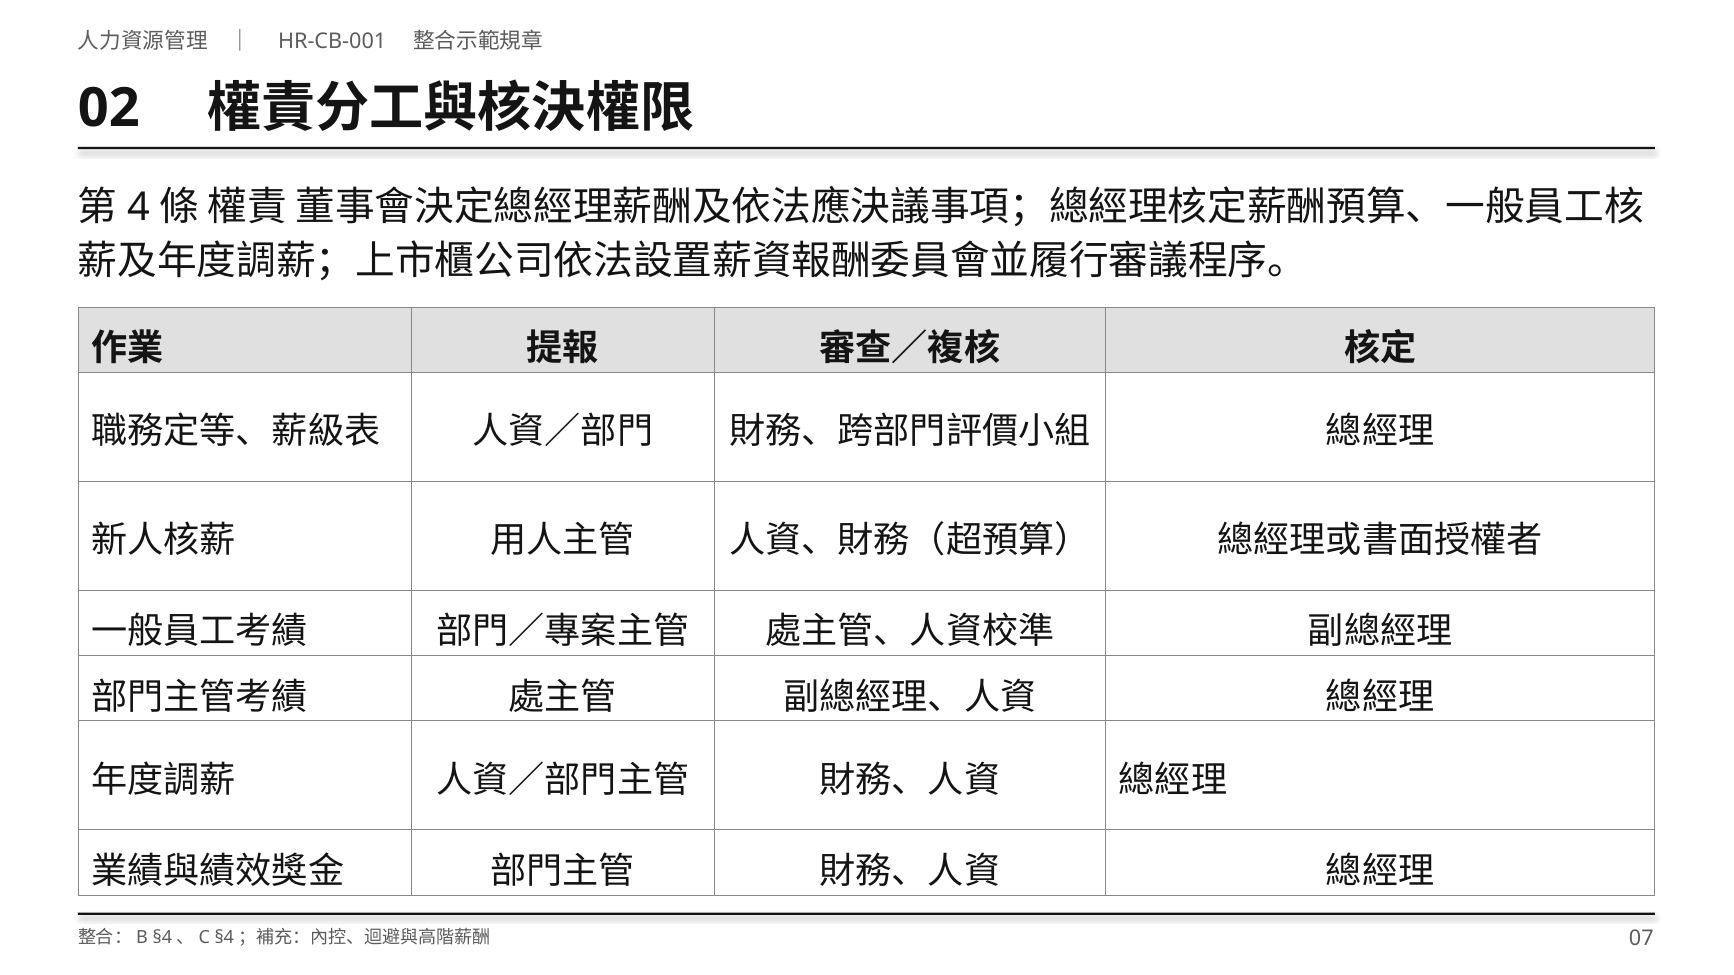 人力資源管理 │ HR-CB-001 整合示範規章
02 權責分工與核決權限
第 4 條 權責 董事會決定總經理薪酬及依法應決議事項；總經理核定薪酬預算、一般員工核
薪及年度調薪；上市櫃公司依法設置薪資報酬委員會並履行審議程序。
作業 提報 審查／複核 核定
職務定等、薪級表 人資／部門 財務、跨部門評價小組 總經理
新人核薪 用人主管 人資、財務（超預算） 總經理或書面授權者
一般員工考績 部門／專案主管 處主管、人資校準 副總經理
部門主管考績 處主管 副總經理、人資 總經理
年度調薪 人資／部門主管 財務、人資 總經理
業績與績效獎金 部門主管 財務、人資 總經理
整合： B §4 、 C §4 ；補充：內控、迴避與高階薪酬 07